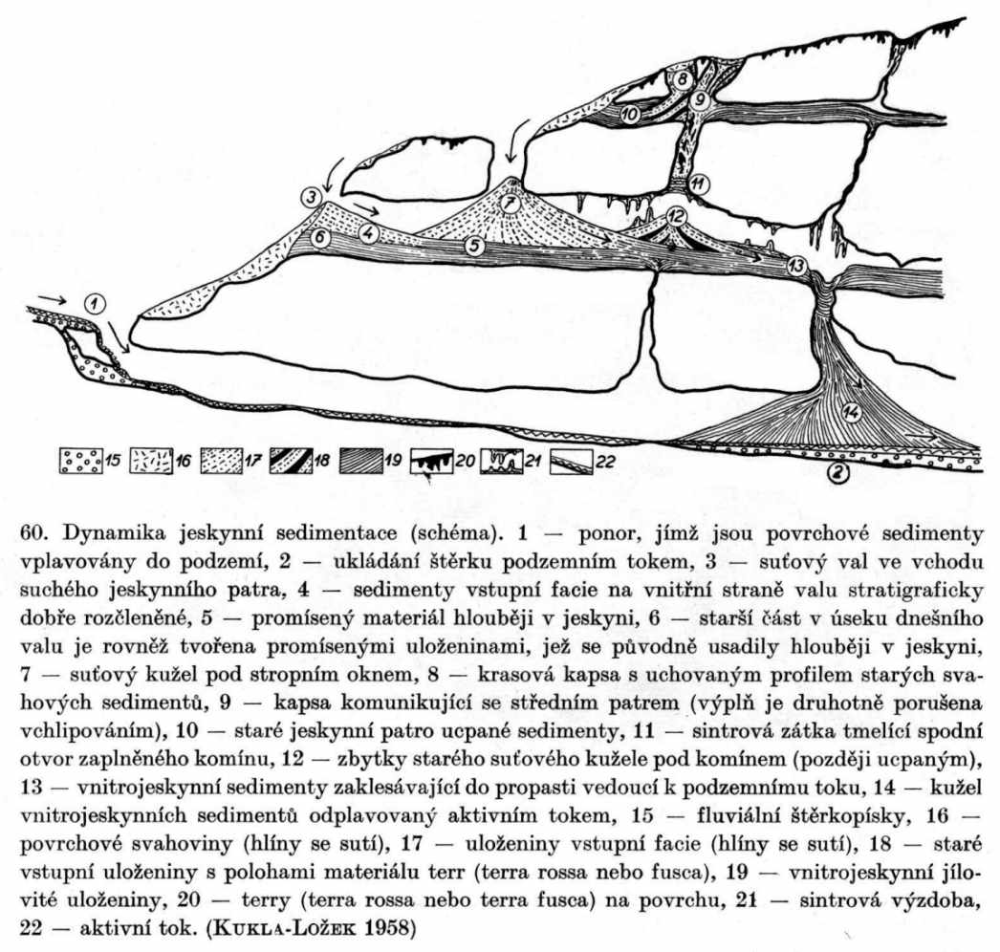 8
9
10
11
3
7
12
4
6
5
13
1
14
15 16 17 18 19 20 21 22
2
60. Dynamika jeskynní sedimentace (schéma). 1 — ponor, jímž jsou povrchové sedimenty
vplavovány do podzemí, 2 — ukládání štěrku podzemním tokem, 3 — suťový val ve vchodu
suchého jeskynního patra, 4 — sedimenty vstupní facie na vnitřní straně valu stratigraficky
dobře rozčleněné, 5 — promísený materiál hlouběji v jeskyni, 6 — starší část v úseku dnešního
valu je rovněž tvořena promísenými uloženinami, jež se původně usadily hlouběji v jeskyni,
7 — suťový kužel pod stropním oknem, 8 — krasová kapsa s uchovaným profilem starých sva-
hových sedimentů, 9 — kapsa komunikující se středním patrem (výplň je druhotně porušena
vchlipováním), 10 — staré jeskynní patro ucpané sedimenty, 11 — sintrová zátka tmelící spodní
otvor zaplněného komínu, 12 — zbytky starého suťového kužele pod komínem (později ucpaným),
13 — vnitrojeskynní sedimenty zaklesávající do propasti vedoucí k podzemnímu toku, 14 — kužel
vnitrojeskynních sedimentů odplavovaný aktivním tokem, 15 — fluviální štěrkopísky, 16 —
povrchové svahoviny (hlíny se sutí), 17 — uloženiny vstupní facie (hlíny se sutí), 18 — staré
vstupní uloženiny s polohami materiálu terr (terra rossa nebo fusca), 19 — vnitrojeskynní jílo-
vité uloženiny, 20 — terry (terra rossa nebo terra fusca) na povrchu, 21 — sintrová výzdoba,
22 — aktivní tok. (KUKLA-LOŽEK 1958)